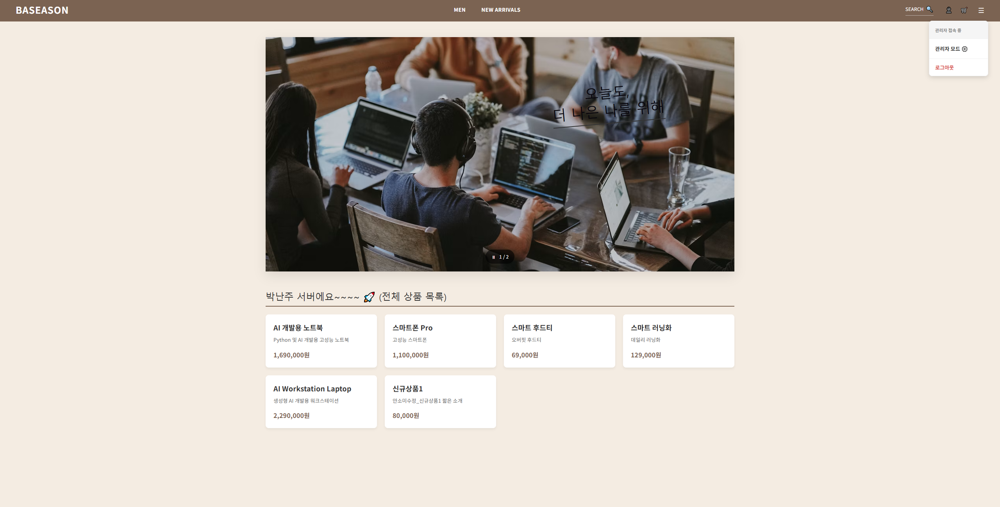 BASEASON
MEN
NEW ARRIVALS
SEARCH
관리자 접속 중
관리자 모드
로그아웃
오늘도,
더 나은 나를 위해
1 / 2
박난주 서버에요~~~~ 🚀 (전체 상품 목록)
AI 개발용 노트북
Python 및 AI 개발용 고성능 노트북
1,690,000원
스마트폰 Pro
고성능 스마트폰
1,100,000원
스마트 후드티
오버핏 후드티
69,000원
스마트 러닝화
데일리 러닝화
129,000원
AI Workstation Laptop
생성형 AI 개발용 워크스테이션
2,290,000원
신규상품1
안소미수정_신규상품1 짧은 소개
80,000원